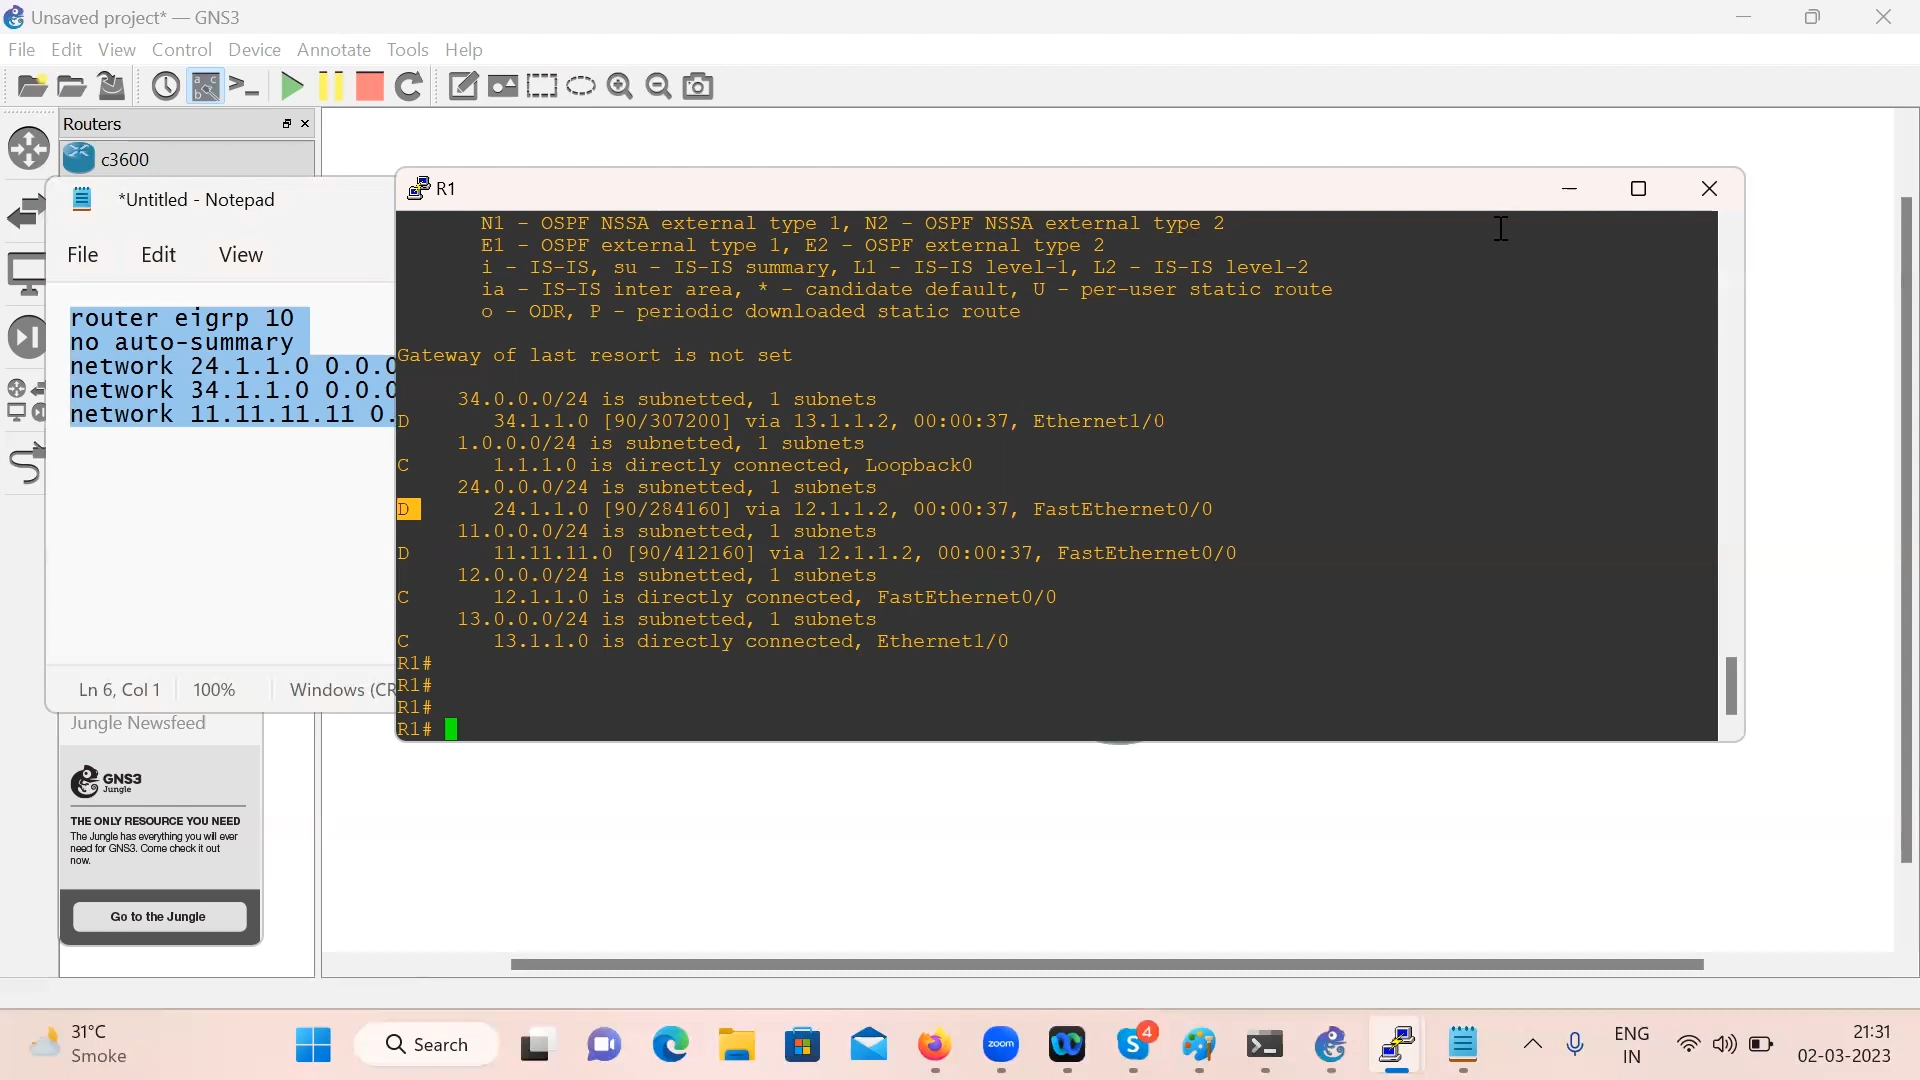 Unsaved project* — GNS3
File Edit View Control Device Annotate Tools Help
Routers
c3600
*Untitled - Notepad
File Edit View
router eigrp 10
no auto-summary
network 24.1.1.0 0.0.0
network 34.1.1.0 0.0.0
network 11.11.11.11 0.
Ln 6, Col 1 100% Windows (CR
R1
N1 - OSPF NSSA external type 1, N2 - OSPF NSSA external type 2
E1 - OSPF external type 1, E2 - OSPF external type 2
i - IS-IS, su - IS-IS summary, L1 - IS-IS level-1, L2 - IS-IS level-2
ia - IS-IS inter area, * - candidate default, U - per-user static route
o - ODR, P - periodic downloaded static route
Gateway of last resort is not set
34.0.0.0/24 is subnetted, 1 subnets
D 34.1.1.0 [90/307200] via 13.1.1.2, 00:00:37, Ethernet1/0
1.0.0.0/24 is subnetted, 1 subnets
C 1.1.1.0 is directly connected, Loopback0
24.0.0.0/24 is subnetted, 1 subnets
D 24.1.1.0 [90/284160] via 12.1.1.2, 00:00:37, FastEthernet0/0
11.0.0.0/24 is subnetted, 1 subnets
D 11.11.11.0 [90/412160] via 12.1.1.2, 00:00:37, FastEthernet0/0
12.0.0.0/24 is subnetted, 1 subnets
C 12.1.1.0 is directly connected, FastEthernet0/0
13.0.0.0/24 is subnetted, 1 subnets
C 13.1.1.0 is directly connected, Ethernet1/0
R1#
R1#
R1#
R1#
Jungle Newsfeed
GNS3
Jungle
THE ONLY RESOURCE YOU NEED
The Jungle has everything you will ever
need for GNS3. Come check it out
now.
Go to the Jungle
31°C
Smoke
Search
zoom
4
ENG
IN
21:31
02-03-2023